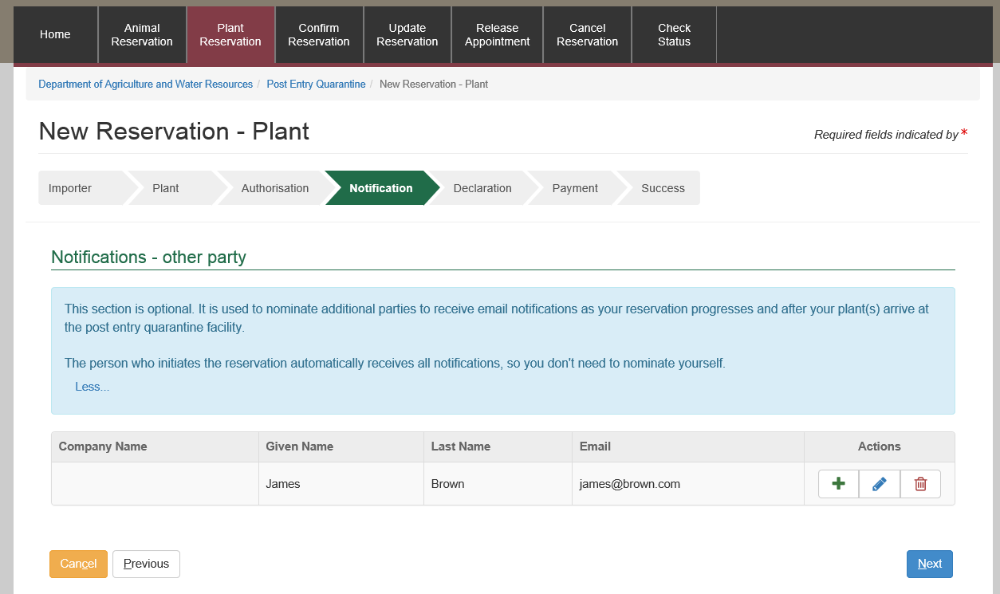 Home
Animal Reservation
Plant Reservation
Confirm Reservation
Update Reservation
Release Appointment
Cancel Reservation
Check Status
Department of Agriculture and Water Resources / Post Entry Quarantine / New Reservation - Plant
New Reservation - Plant
Required fields indicated by *
Importer
Plant
Authorisation
Notification
Declaration
Payment
Success
Notifications - other party
This section is optional. It is used to nominate additional parties to receive email notifications as your reservation progresses and after your plant(s) arrive at
the post entry quarantine facility.
The person who initiates the reservation automatically receives all notifications, so you don't need to nominate yourself.
Less...
Company Name Given Name Last Name Email Actions
James Brown james@brown.com
Cancel Previous Next